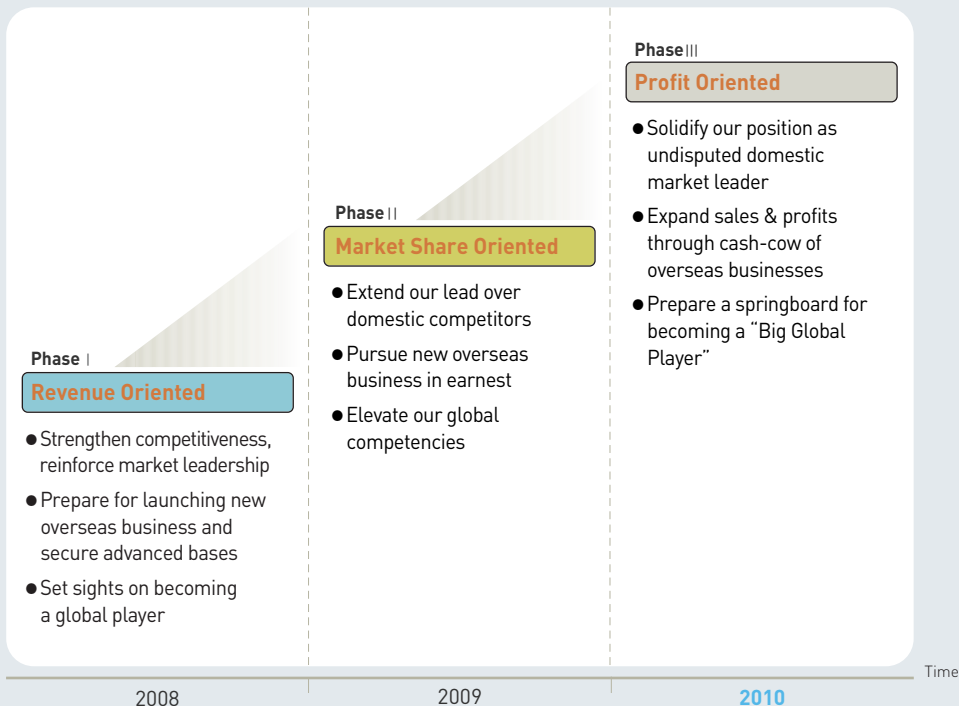 Phase I
Revenue Oriented
● Strengthen competitiveness,
reinforce market leadership
● Prepare for launching new
overseas business and
secure advanced bases
● Set sights on becoming
a global player
Phase II
Market Share Oriented
● Extend our lead over
domestic competitors
● Pursue new overseas
business in earnest
● Elevate our global
competencies
Phase III
Profit Oriented
● Solidify our position as
undisputed domestic
market leader
● Expand sales & profits
through cash-cow of
overseas businesses
● Prepare a springboard for
becoming a “Big Global
Player”
Time
2008
2009
2010